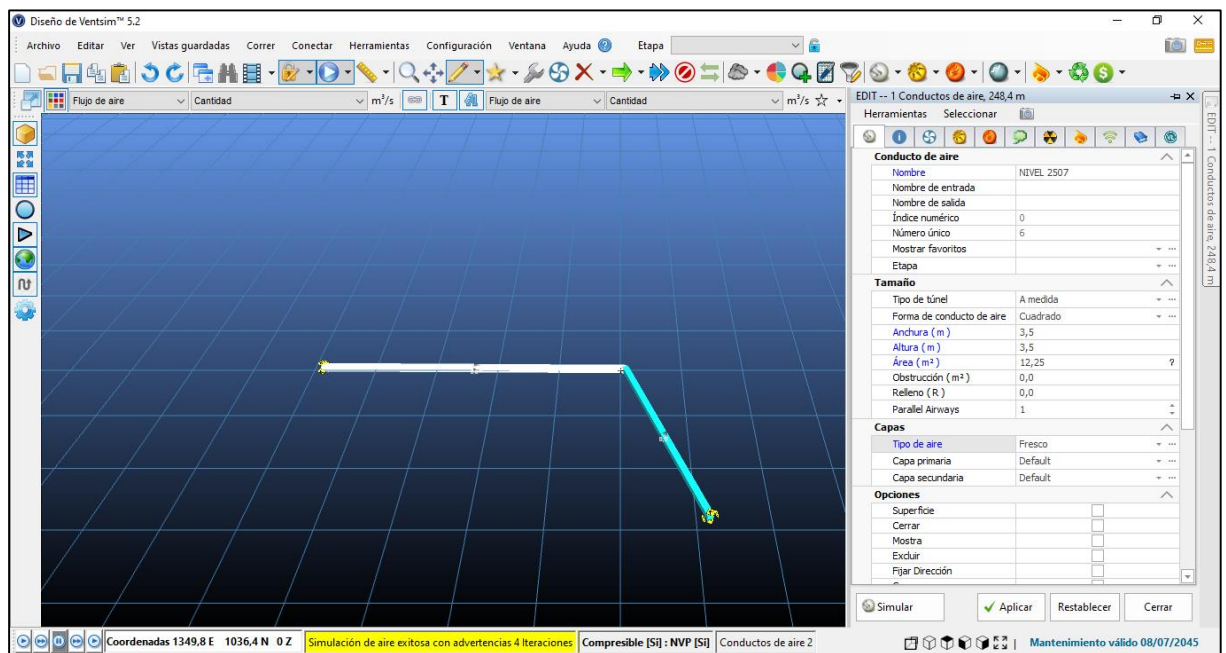 Diseño de Ventsim™ 5.2
Archivo Editar Ver Vistas guardadas Correr Conectar Herramientas Configuración Ventana Ayuda Etapa
Flujo de aire Cantidad m³/s T Flujo de aire Cantidad m³/s
EDIT -- 1 Conductos de aire, 248,4 m
Herramientas Seleccionar
EDIT -- 1 Conductos de aire, 248,4 m
Conducto de aire
Nombre NIVEL 2507
Nombre de entrada
Nombre de salida
Índice numérico 0
Número único 6
Mostrar favoritos
Etapa
Tamaño
Tipo de túnel A medida
Forma de conducto de aire Cuadrado
Anchura ( m ) 3,5
Altura ( m ) 3,5
Área ( m² ) 12,25 ?
Obstrucción ( m² ) 0,0
Relleno ( R ) 0,0
Parallel Airways 1
Capas
Tipo de aire Fresco
Capa primaria Default
Capa secundaria Default
Opciones
Superficie
Cerrar
Mostra
Excluir
Fijar Dirección
Simular Aplicar Restablecer Cerrar
Coordenadas 1349,8 E 1036,4 N 0 Z Simulación de aire exitosa con advertencias 4 Iteraciones Compresible [Si] : NVP [Si] Conductos de aire 2 Mantenimiento válido 08/07/2045